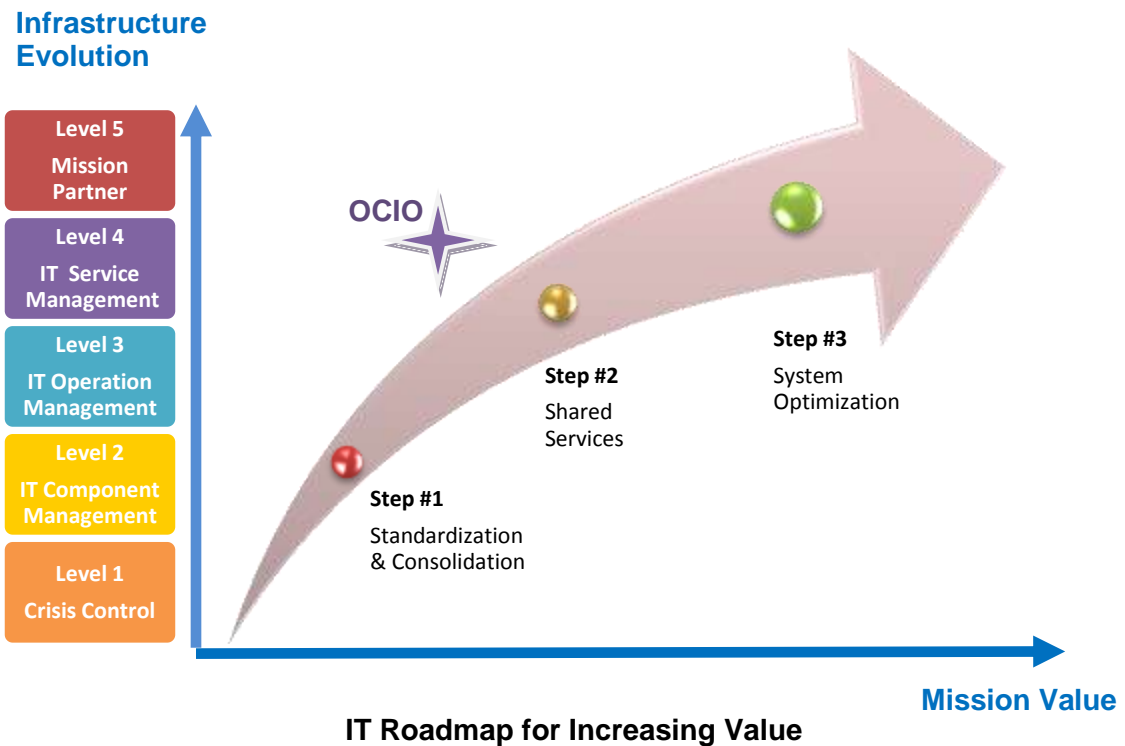 Infrastructure
Evolution
Level 5
Mission
Partner
Level 4
IT Service
Management
Level 3
IT Operation
Management
Level 2
IT Component
Management
Level 1
Crisis Control
OCIO
Step #1
Standardization
& Consolidation
Step #2
Shared
Services
Step #3
System
Optimization
Mission Value
IT Roadmap for Increasing Value